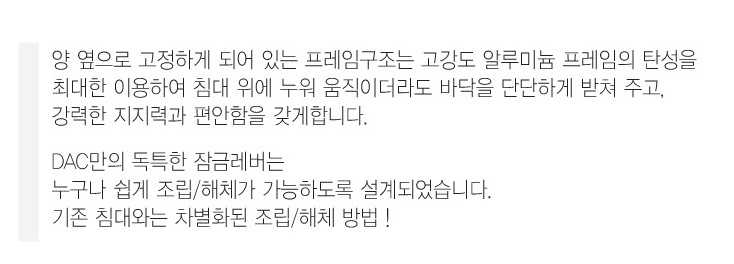 양 옆으로 고정하게 되어 있는 프레임구조는 고강도 알루미늄 프레임의 탄성을
최대한 이용하여 침대 위에 누워 움직이더라도 바닥을 단단하게 받쳐 주고,
강력한 지지력과 편안함을 갖게합니다.
DAC만의 독특한 잠금레버는
누구나 쉽게 조립/해체가 가능하도록 설계되었습니다.
기존 침대와는 차별화된 조립/해체 방법 !